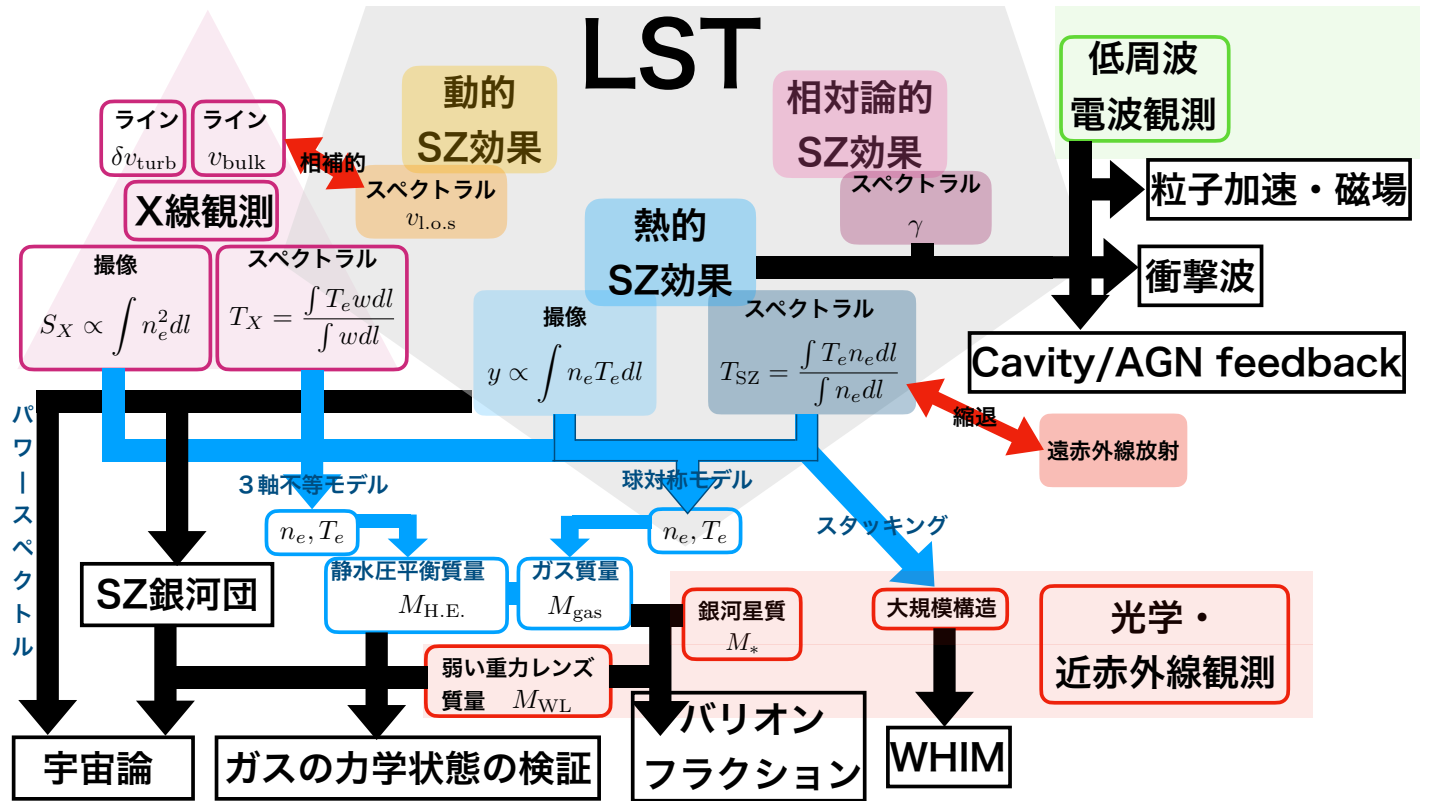 LST
動的
SZ効果
相対論的
SZ効果
低周波
電波観測
ライン
δv_turb
ライン
v_bulk
相補的
スペクトラル
v_l.o.s
スペクトラル
γ
粒子加速・磁場
X線観測
熱的
SZ効果
衝撃波
撮像
S_X ∝ ∫ n_e^2 dl
スペクトラル
T_X = ∫ T_e wdl / ∫ wdl
撮像
y ∝ ∫ n_e T_e dl
スペクトラル
T_SZ = ∫ T_e n_e dl / ∫ n_e dl
Cavity/AGN feedback
縮退
遠赤外線放射
パワースペクトル
3軸不等モデル
球対称モデル
スタッキング
n_e, T_e
n_e, T_e
SZ銀河団
静水圧平衡質量
M_H.E.
ガス質量
M_gas
銀河星質
M_*
大規模構造
光学・
近赤外線観測
弱い重力レンズ
質量 M_WL
宇宙論
ガスの力学状態の検証
バリオン
フラクション
WHIM